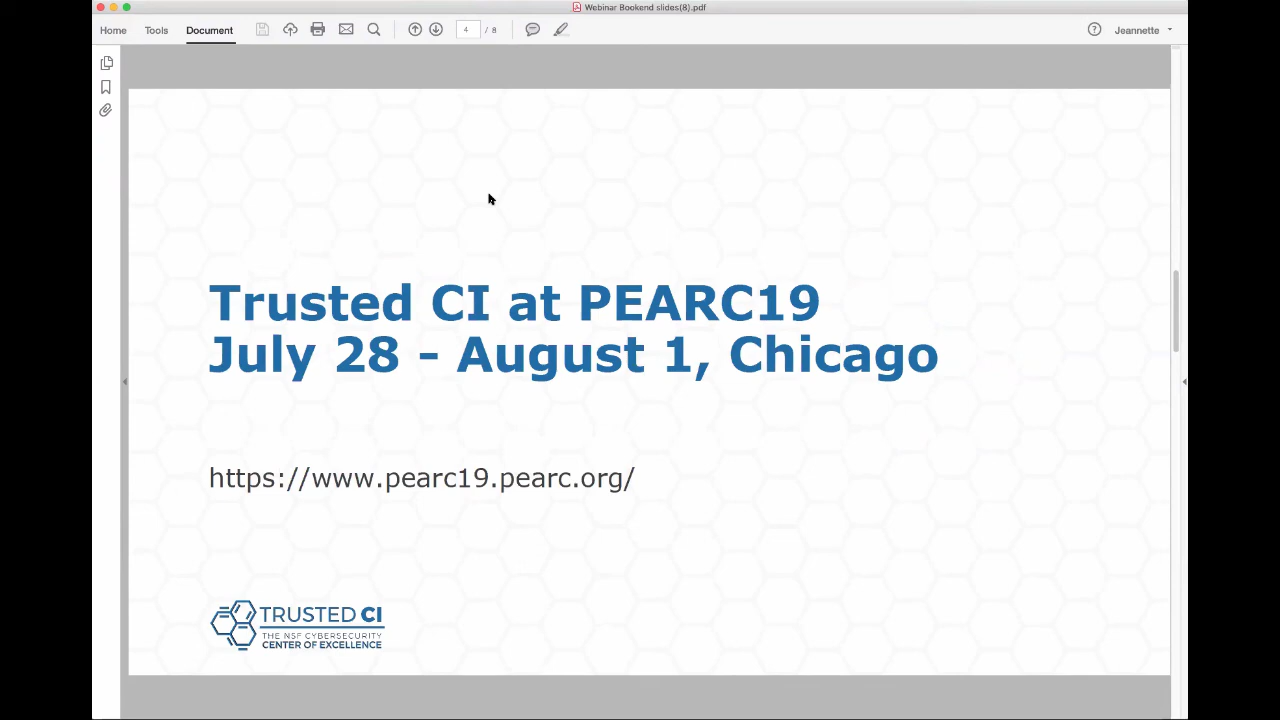 Webinar Bookend slides(8).pdf
Home Tools Document 4 / 8 Jeannette
Trusted CI at PEARC19
July 28 - August 1, Chicago
https://www.pearc19.pearc.org/
TRUSTED CI
THE NSF CYBERSECURITY
CENTER OF EXCELLENCE